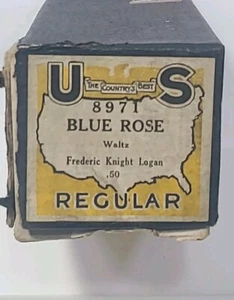 U THE COUNTRY'S BEST S
8971
BLUE ROSE
Waltz
Frederic Knight Logan
.50
REGULAR